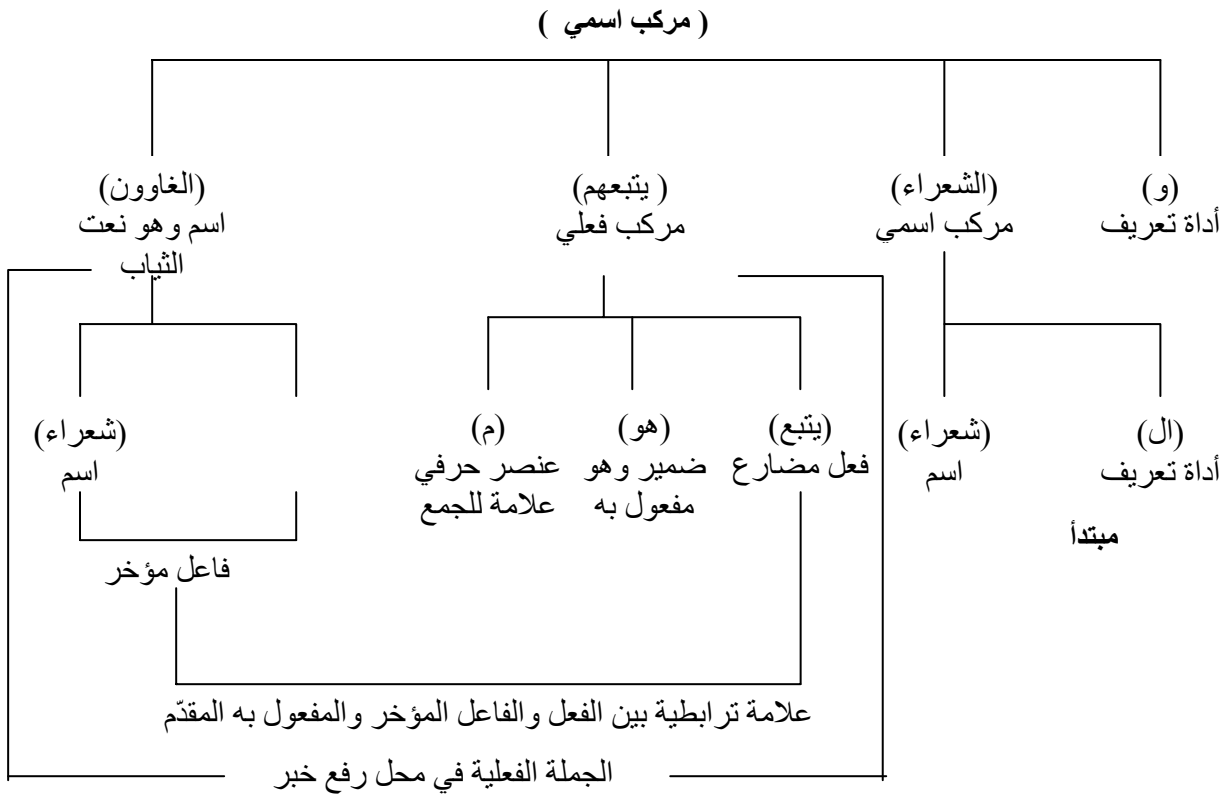 ( مركب اسمي )
(و)
أداة تعريف
(الشعراء)
مركب اسمي
( يتبعهم)
مركب فعلي
(الغاوون)
اسم وهو نعت
الثياب
(ال)
أداة تعريف
(شعراء)
اسم
مبتدأ
(يتبع)
فعل مضارع
(هو)
ضمير وهو
مفعول به
(م)
عنصر حرفي
علامة للجمع
(شعراء)
اسم
فاعل مؤخر
علامة ترابطية بين الفعل والفاعل المؤخر والمفعول به المقدّم
الجملة الفعلية في محل رفع خبر